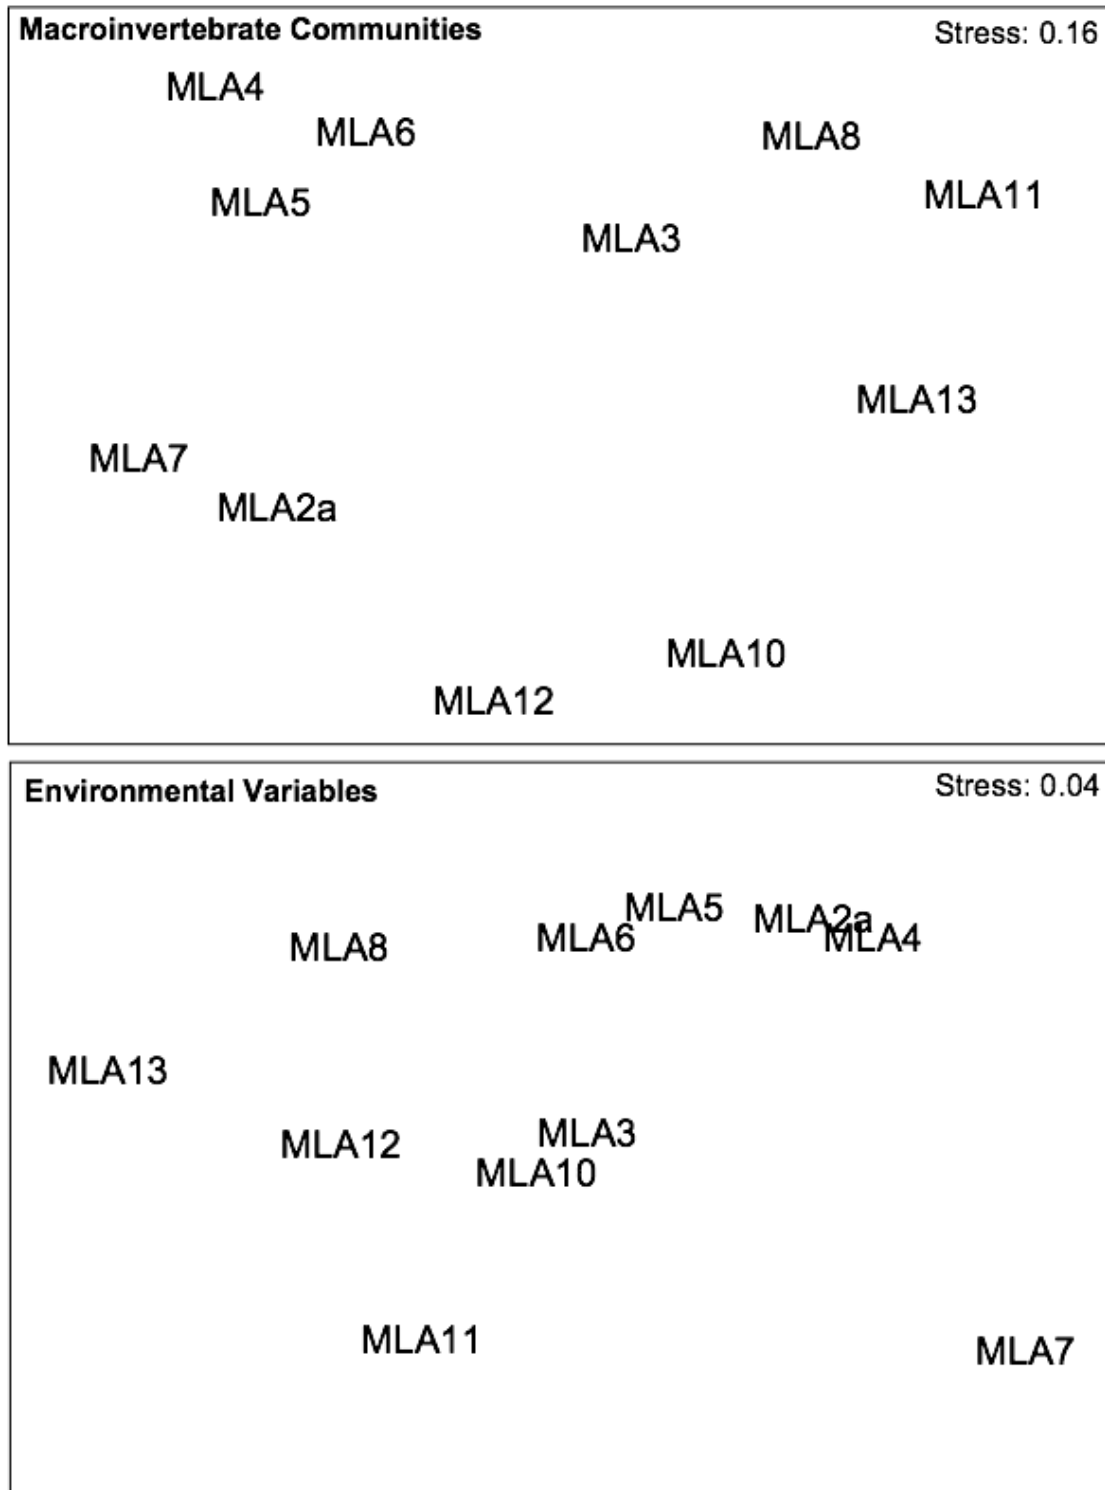 Macroinvertebrate Communities
Stress: 0.16
MLA4
MLA6
MLA8
MLA11
MLA5
MLA3
MLA13
MLA7
MLA2a
MLA10
MLA12
Environmental Variables
Stress: 0.04
MLA5
MLA2a
MLA6
MLA4
MLA8
MLA13
MLA3
MLA12
MLA10
MLA11
MLA7